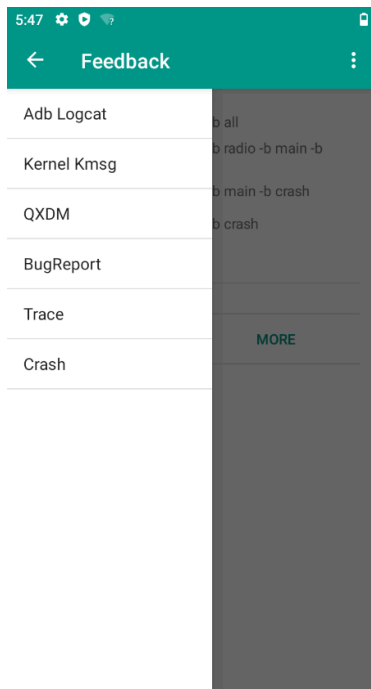 5:47
Feedback
Adb Logcat
b all
b radio -b main -b
Kernel Kmsg
b main -b crash
QXDM
b crash
BugReport
Trace
MORE
Crash